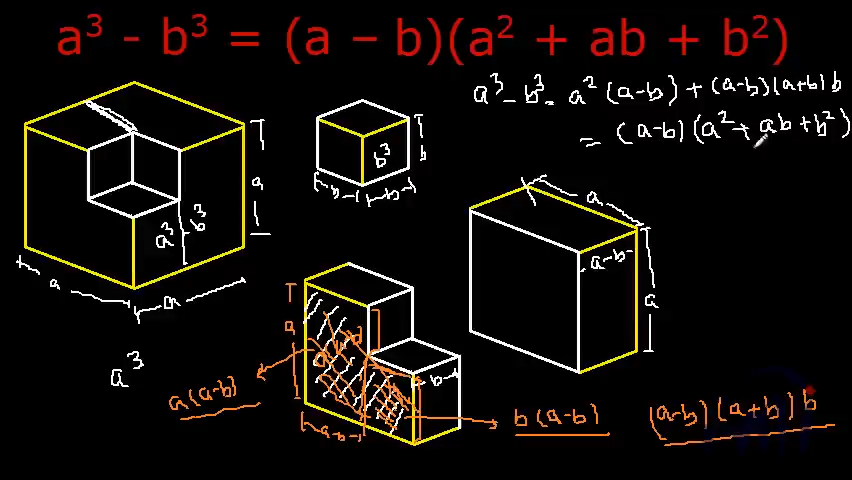 a³ - b³ = (a – b)(a² + ab + b²)
a³ - b³ = a² (a-b) + (a-b)(a+b) b
= (a-b) (a² + ab + b²)
b³
b
b
b
a
a³ - b³
a
a
a
a-b
a
a³
a
b
a-b
a(a-b)
b(a-b)
(a-b)(a+b) b